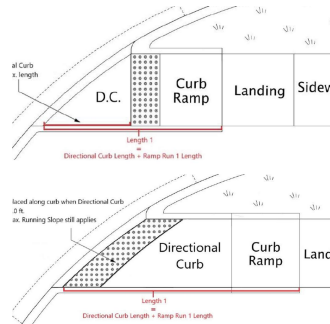 al Curb
x. length
D.C.
Curb
Ramp
Landing
Sidew
Length 1
=
Directional Curb Length + Ramp Run 1 Length
laced along curb when Directional Curb
.0 ft.
ax. Running Slope still applies
Directional
Curb
Curb
Ramp
Land
Length 1
=
Directional Curb Length + Ramp Run 1 Length